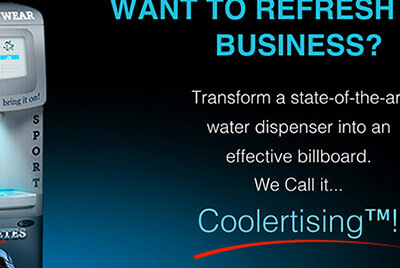 WEAR
bring it on!
SPORT
ETES
WANT TO REFRESH
BUSINESS?
Transform a state-of-the-ar
water dispenser into an
effective billboard.
We Call it...
Coolertising™!